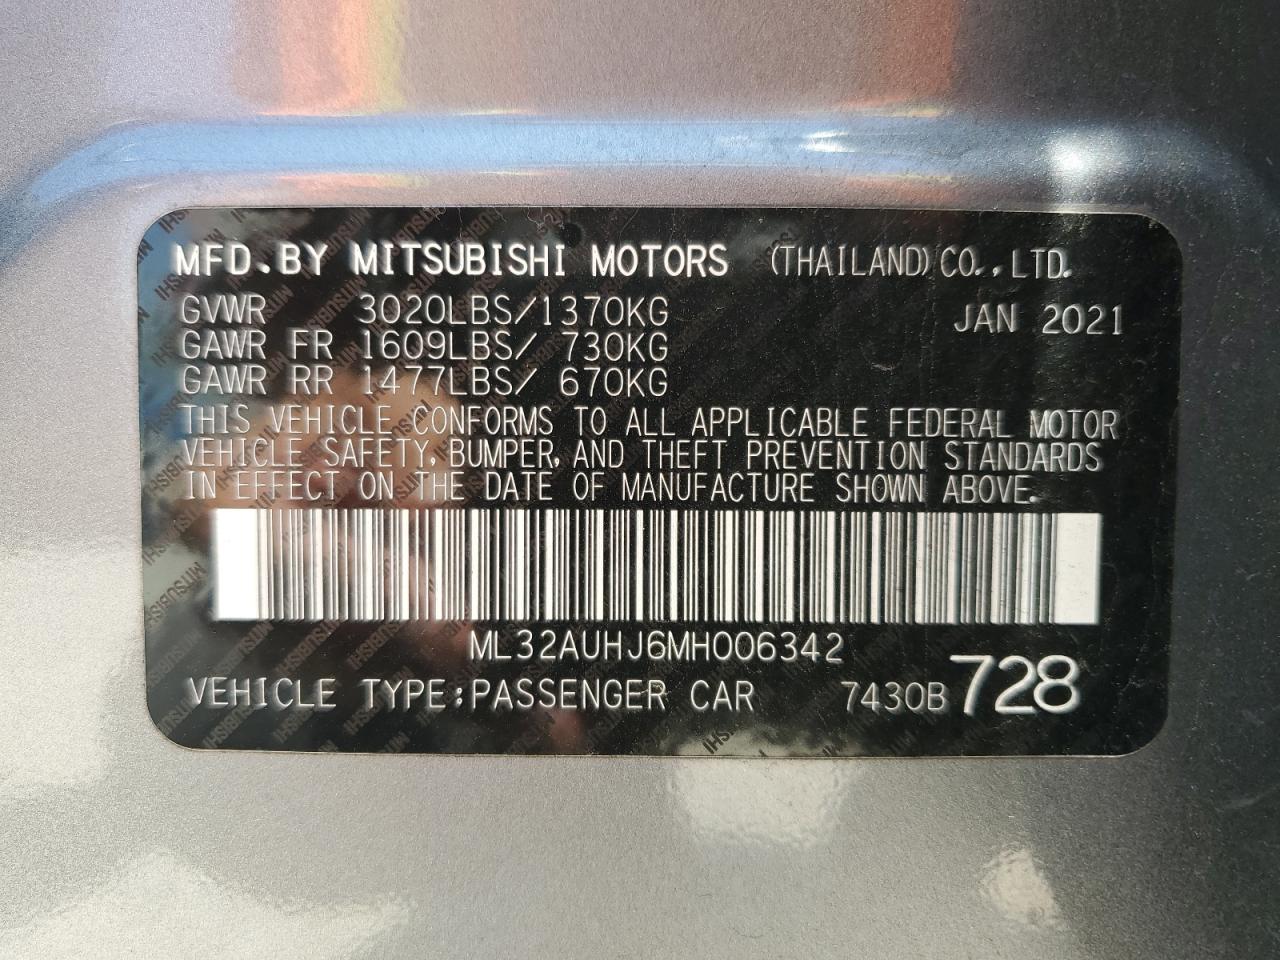 MFD.BY MITSUBISHI MOTORS (THAILAND)CO.,LTD.
GVWR 3020LBS/1370KG JAN 2021
GAWR FR 1609LBS/ 730KG
GAWR RR 1477LBS/ 670KG
THIS VEHICLE CONFORMS TO ALL APPLICABLE FEDERAL MOTOR
VEHICLE SAFETY, BUMPER, AND THEFT PREVENTION STANDARDS
IN EFFECT ON THE DATE OF MANUFACTURE SHOWN ABOVE.
ML32AUHJ6MH006342
VEHICLE TYPE:PASSENGER CAR 7430B 728